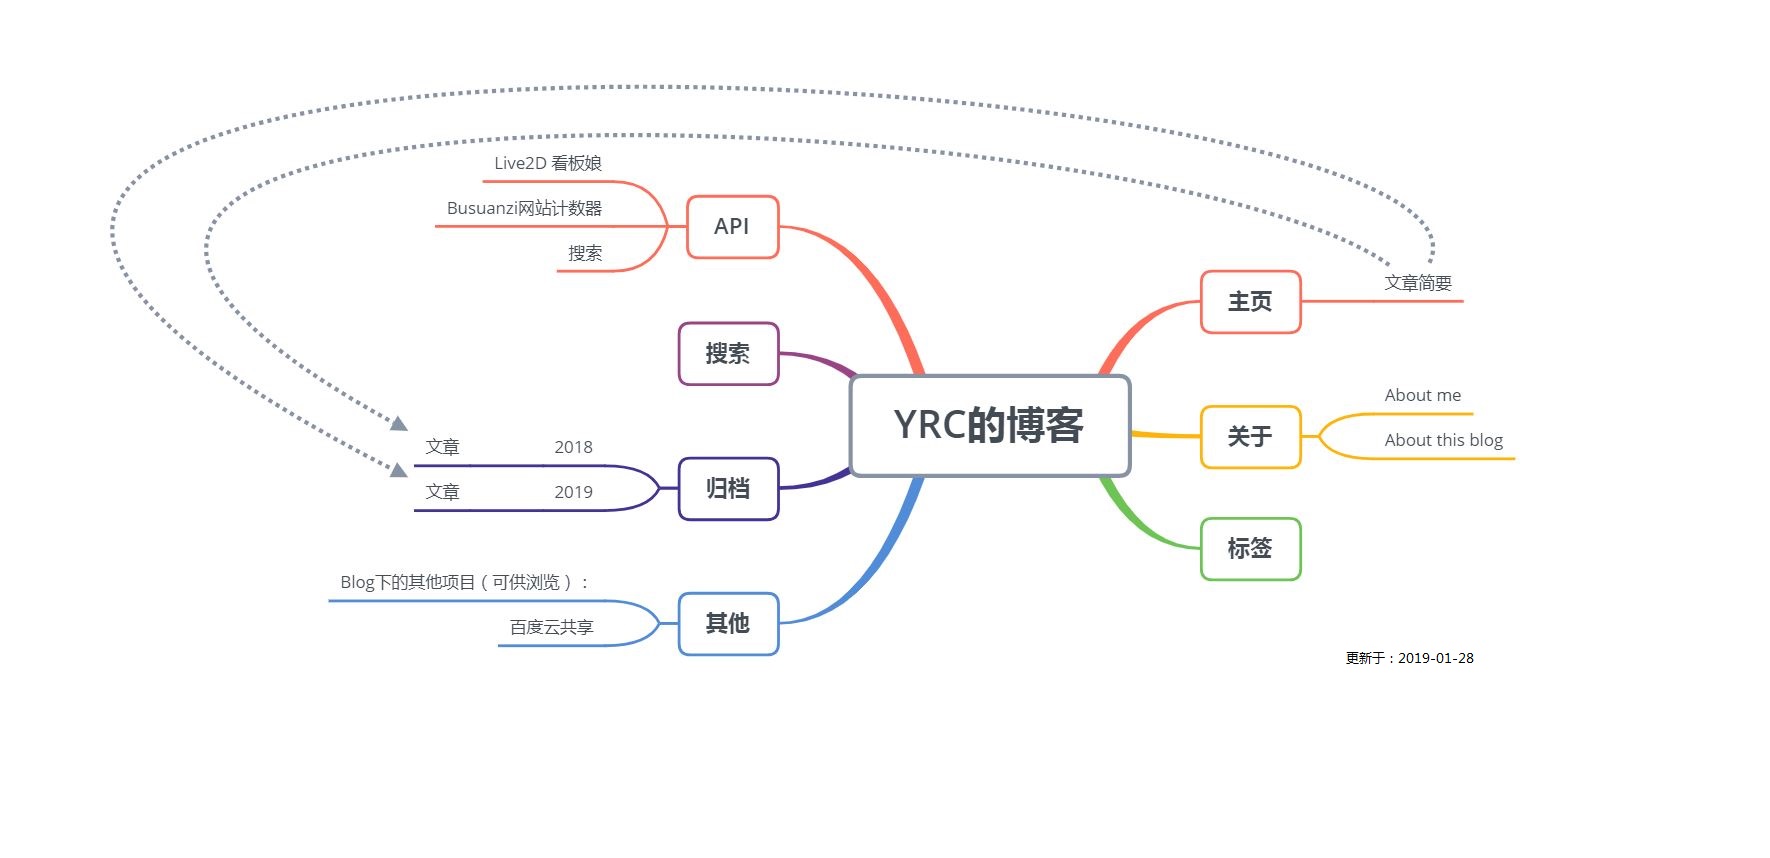 Live2D 看板娘
Busuanzi网站计数器
搜索
API
搜索
文章 2018
文章 2019
归档
Blog下的其他项目（可供浏览）：
百度云共享
其他
YRC的博客
主页
文章简要
关于
About me
About this blog
标签
更新于：2019-01-28